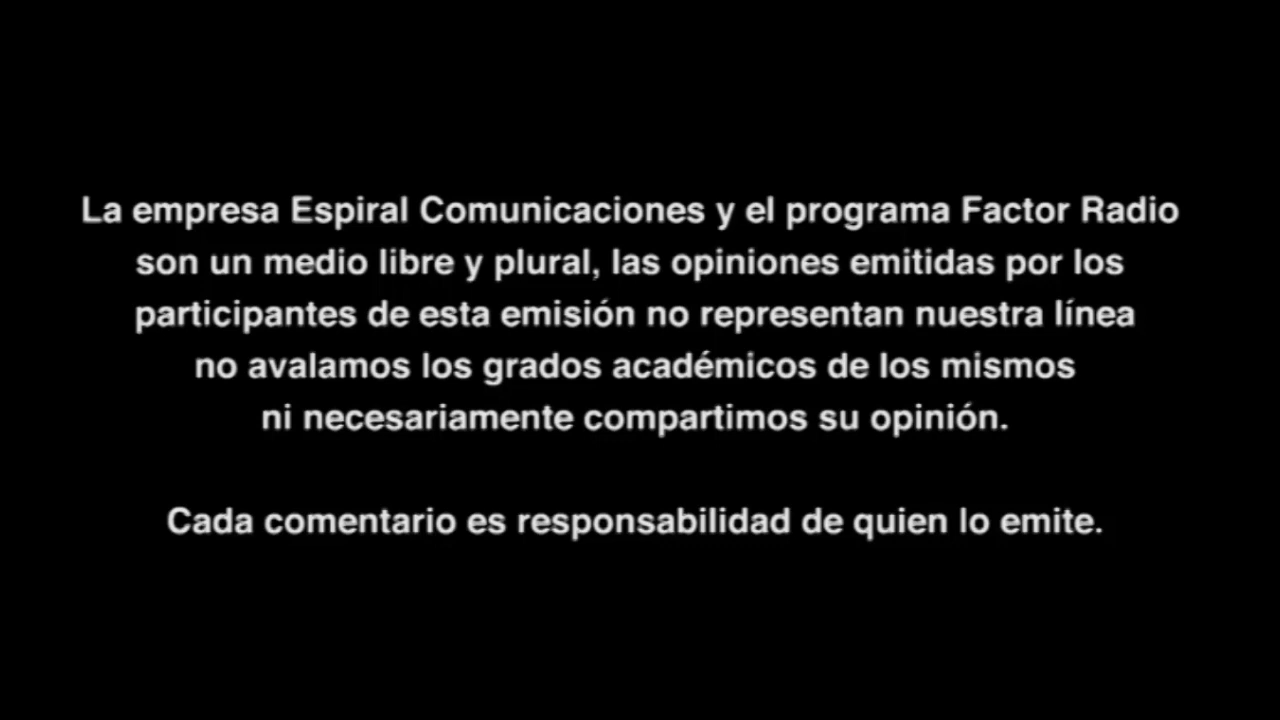 La empresa Espiral Comunicaciones y el programa Factor Radio
son un medio libre y plural, las opiniones emitidas por los
participantes de esta emisión no representan nuestra línea
no avalamos los grados académicos de los mismos
ni necesariamente compartimos su opinión.
Cada comentario es responsabilidad de quien lo emite.